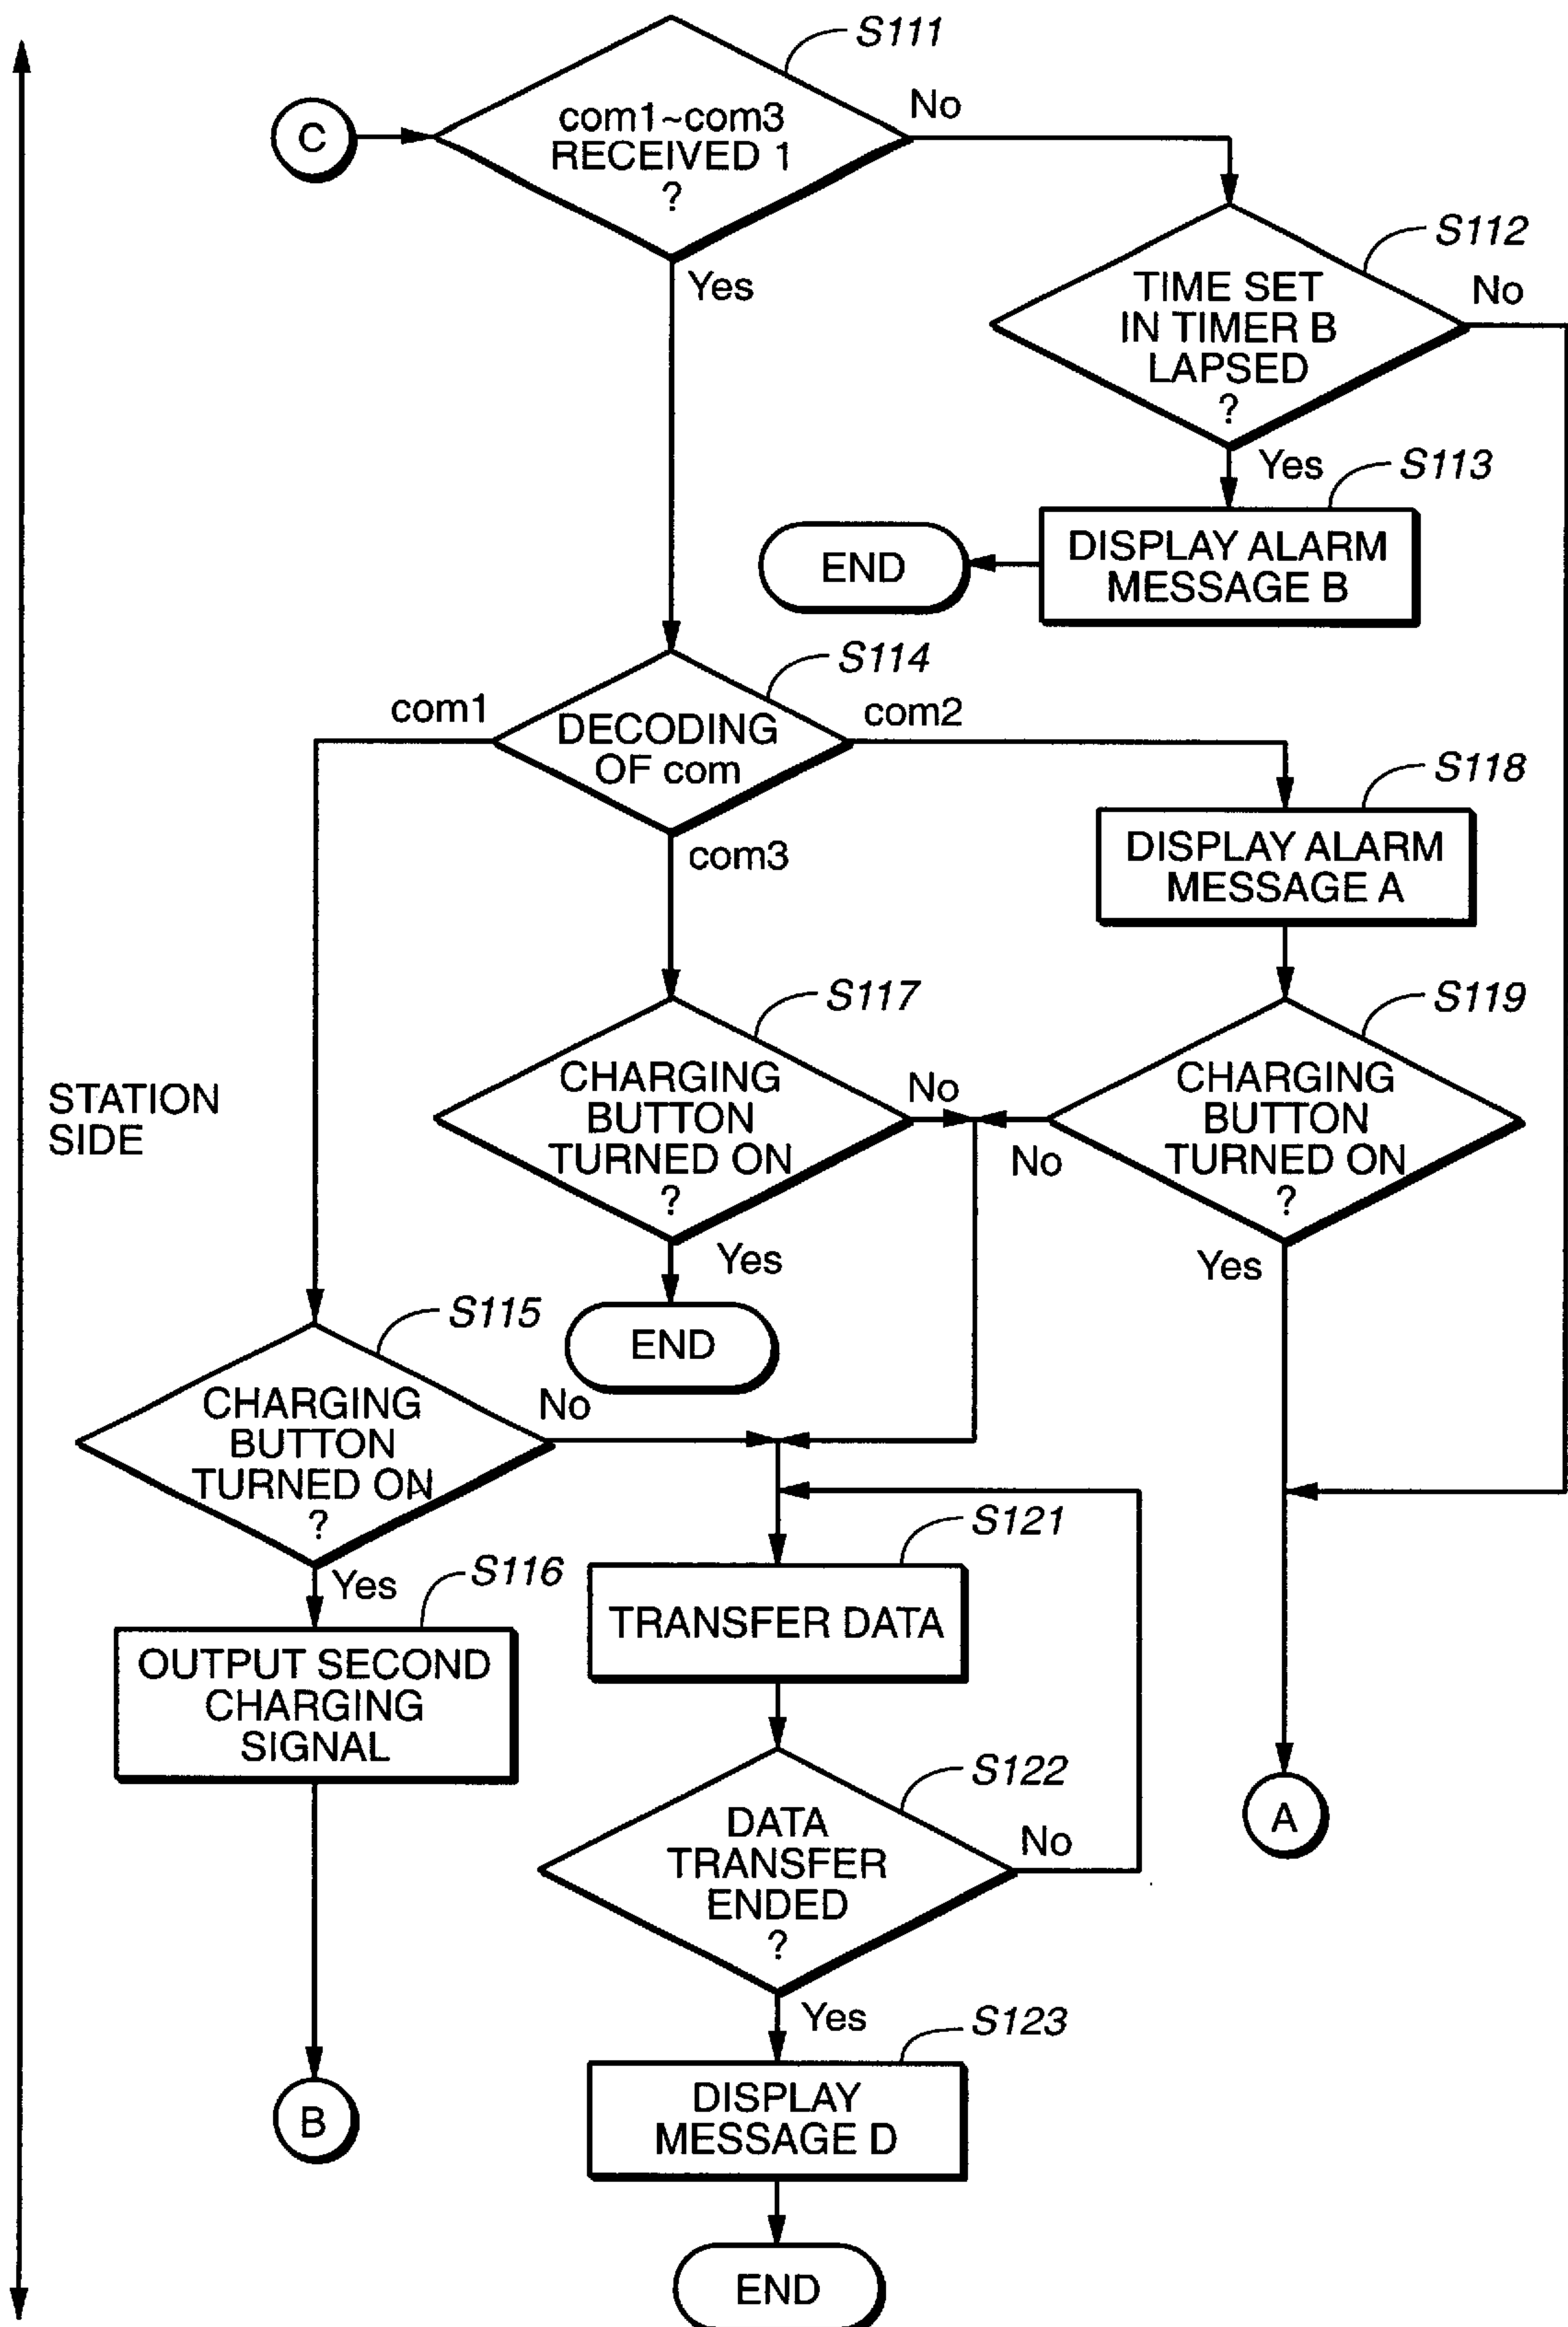 S111
C
com1~com3
RECEIVED 1
?
No
Yes
S112
TIME SET
IN TIMER B
LAPSED
?
No
Yes
S113
DISPLAY ALARM
MESSAGE B
END
S114
com1
DECODING
OF com
com2
com3
S118
DISPLAY ALARM
MESSAGE A
S117
CHARGING
BUTTON
TURNED ON
?
No
Yes
END
S119
CHARGING
BUTTON
TURNED ON
?
No
Yes
STATION
SIDE
S115
CHARGING
BUTTON
TURNED ON
?
No
Yes
S116
OUTPUT SECOND
CHARGING
SIGNAL
B
S121
TRANSFER DATA
S122
DATA
TRANSFER
ENDED
?
No
Yes
A
S123
DISPLAY
MESSAGE D
END